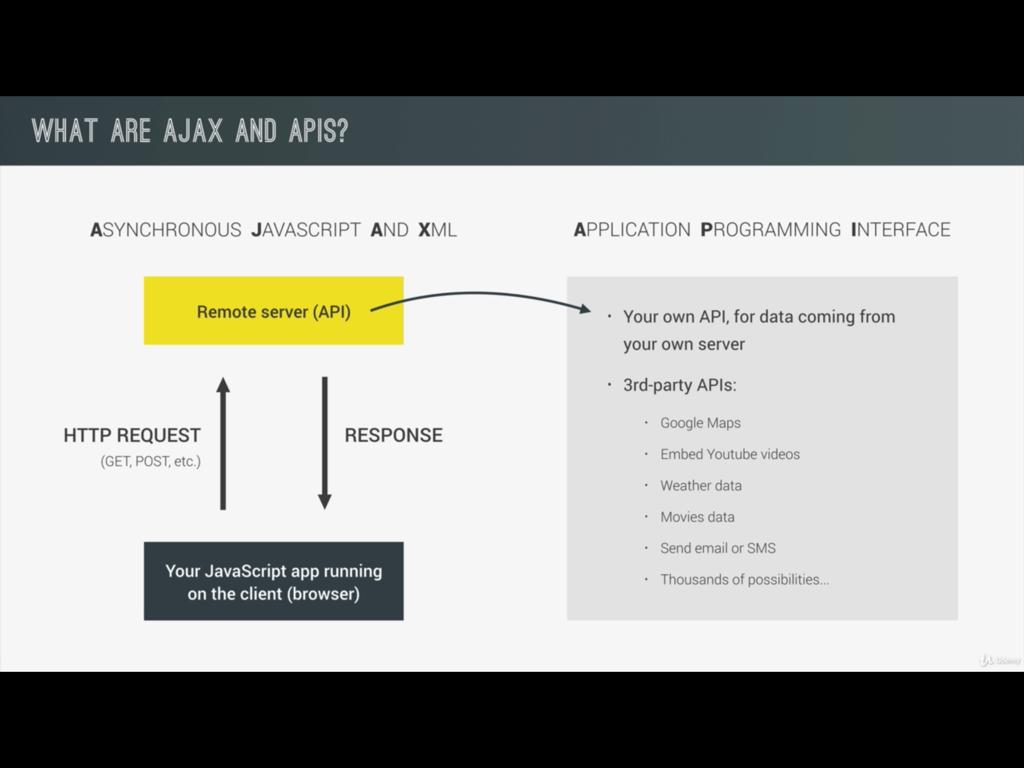 WHAT ARE AJAX AND APIS?
ASYNCHRONOUS JAVASCRIPT AND XML
Remote server (API)
HTTP REQUEST
(GET, POST, etc.)
RESPONSE
Your JavaScript app running
on the client (browser)
APPLICATION PROGRAMMING INTERFACE
· Your own API, for data coming from
your own server
· 3rd-party APIs:
· Google Maps
· Embed Youtube videos
· Weather data
· Movies data
· Send email or SMS
· Thousands of possibilities...
Udemy